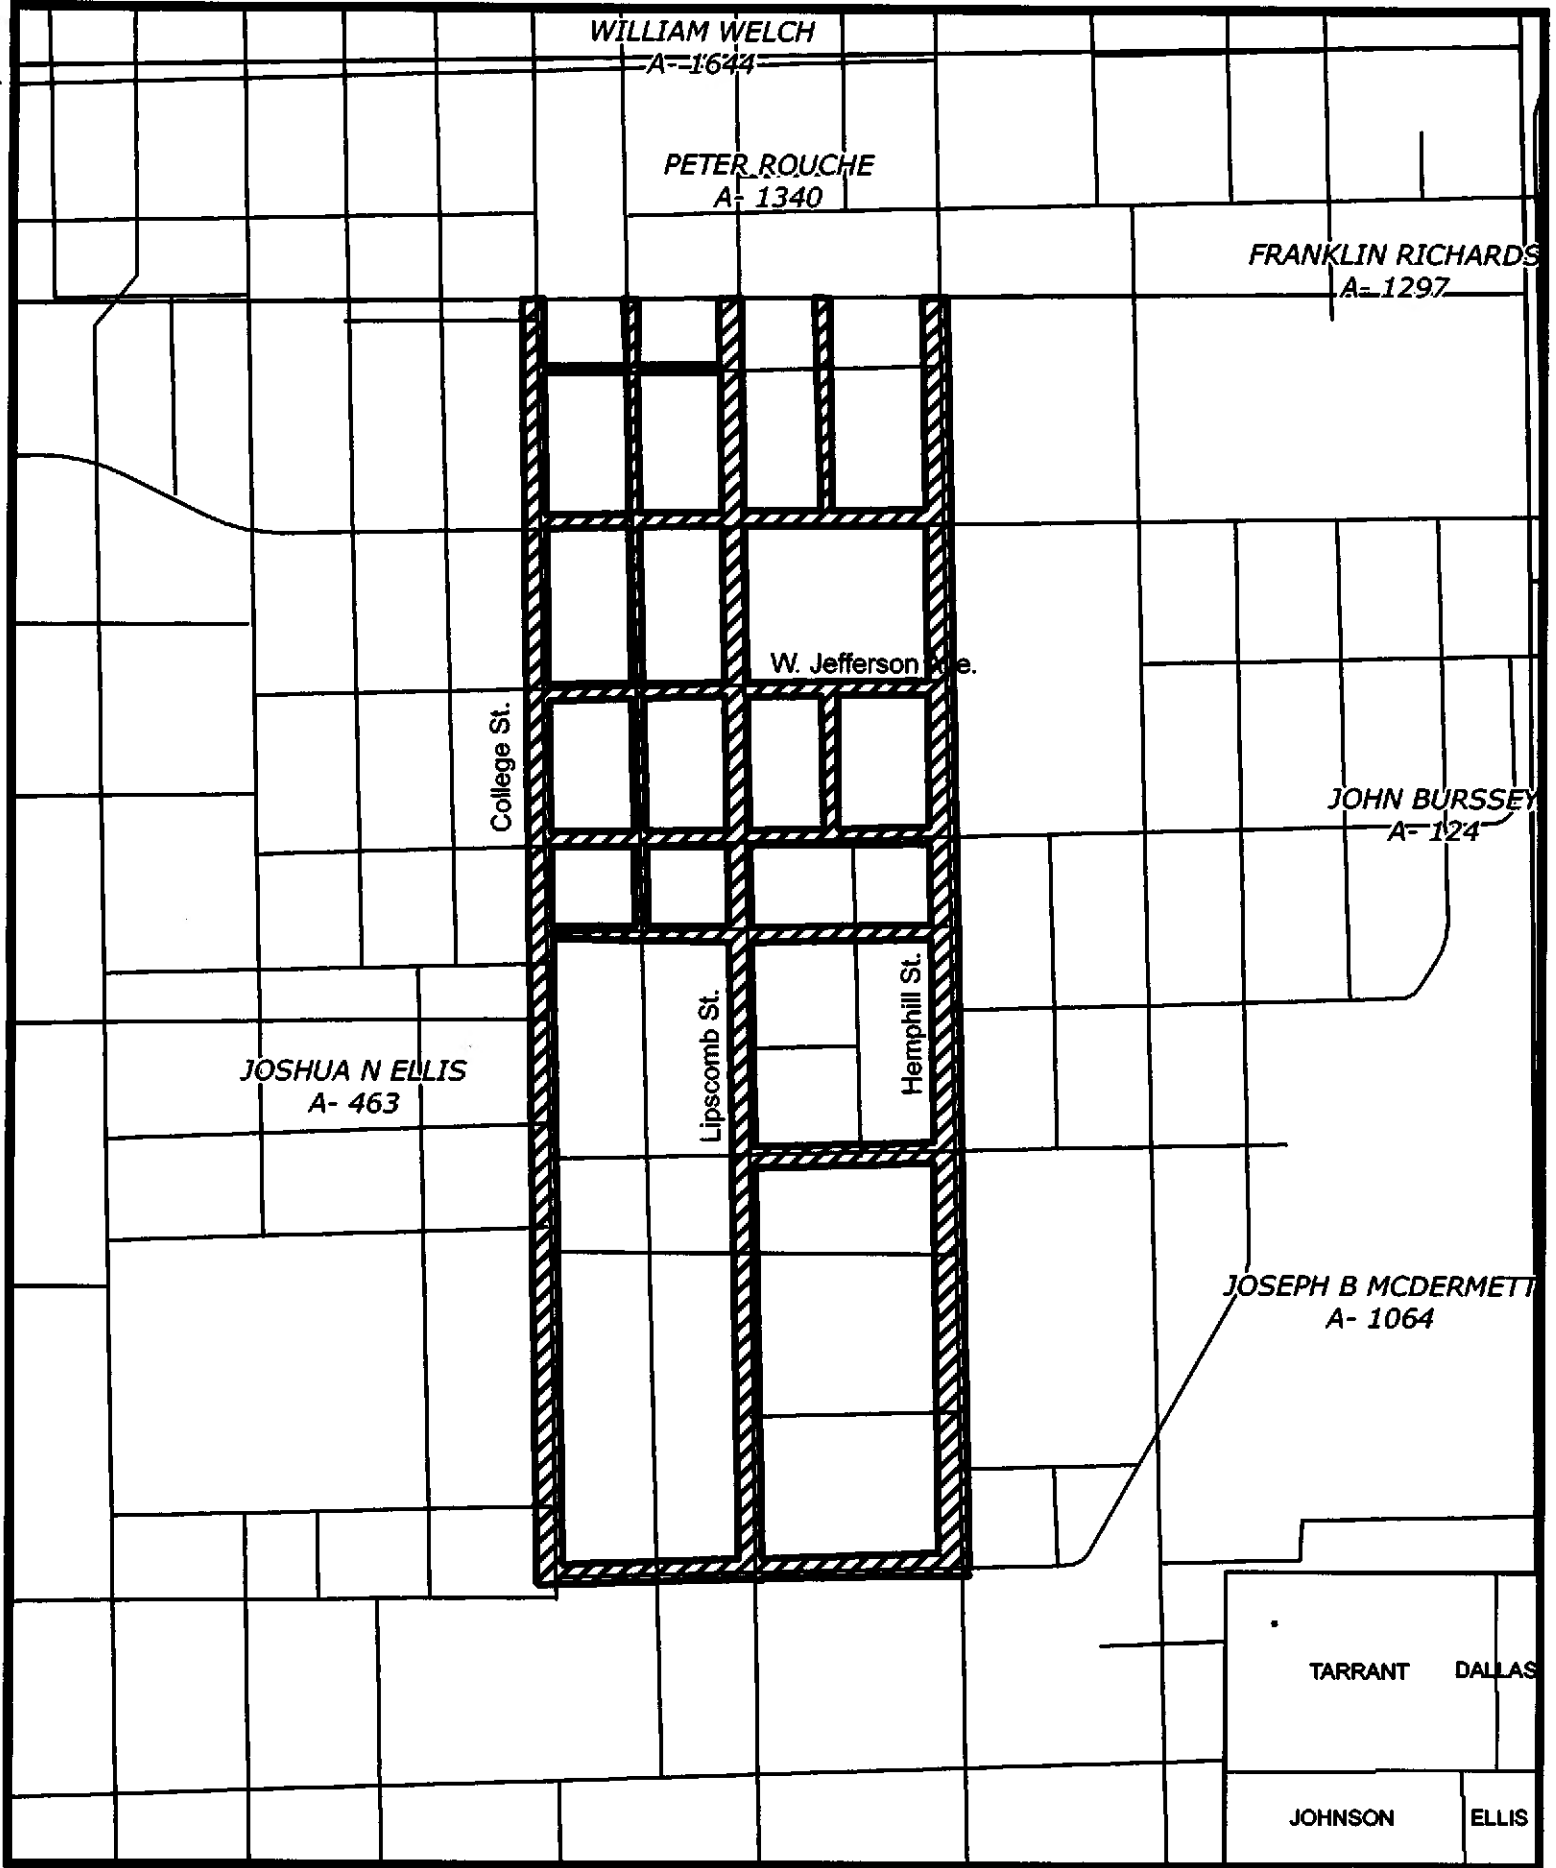 WILLIAM WELCH
A- 1644
PETER ROUCHE
A- 1340
FRANKLIN RICHARDS
A- 1297
W. Jefferson Ave.
College St.
JOHN BURSSEY
A- 124
Lipscomb St.
Hemphill St.
JOSHUA N ELLIS
A- 463
JOSEPH B MCDERMETT
A- 1064
TARRANT
DALLAS
JOHNSON
ELLIS